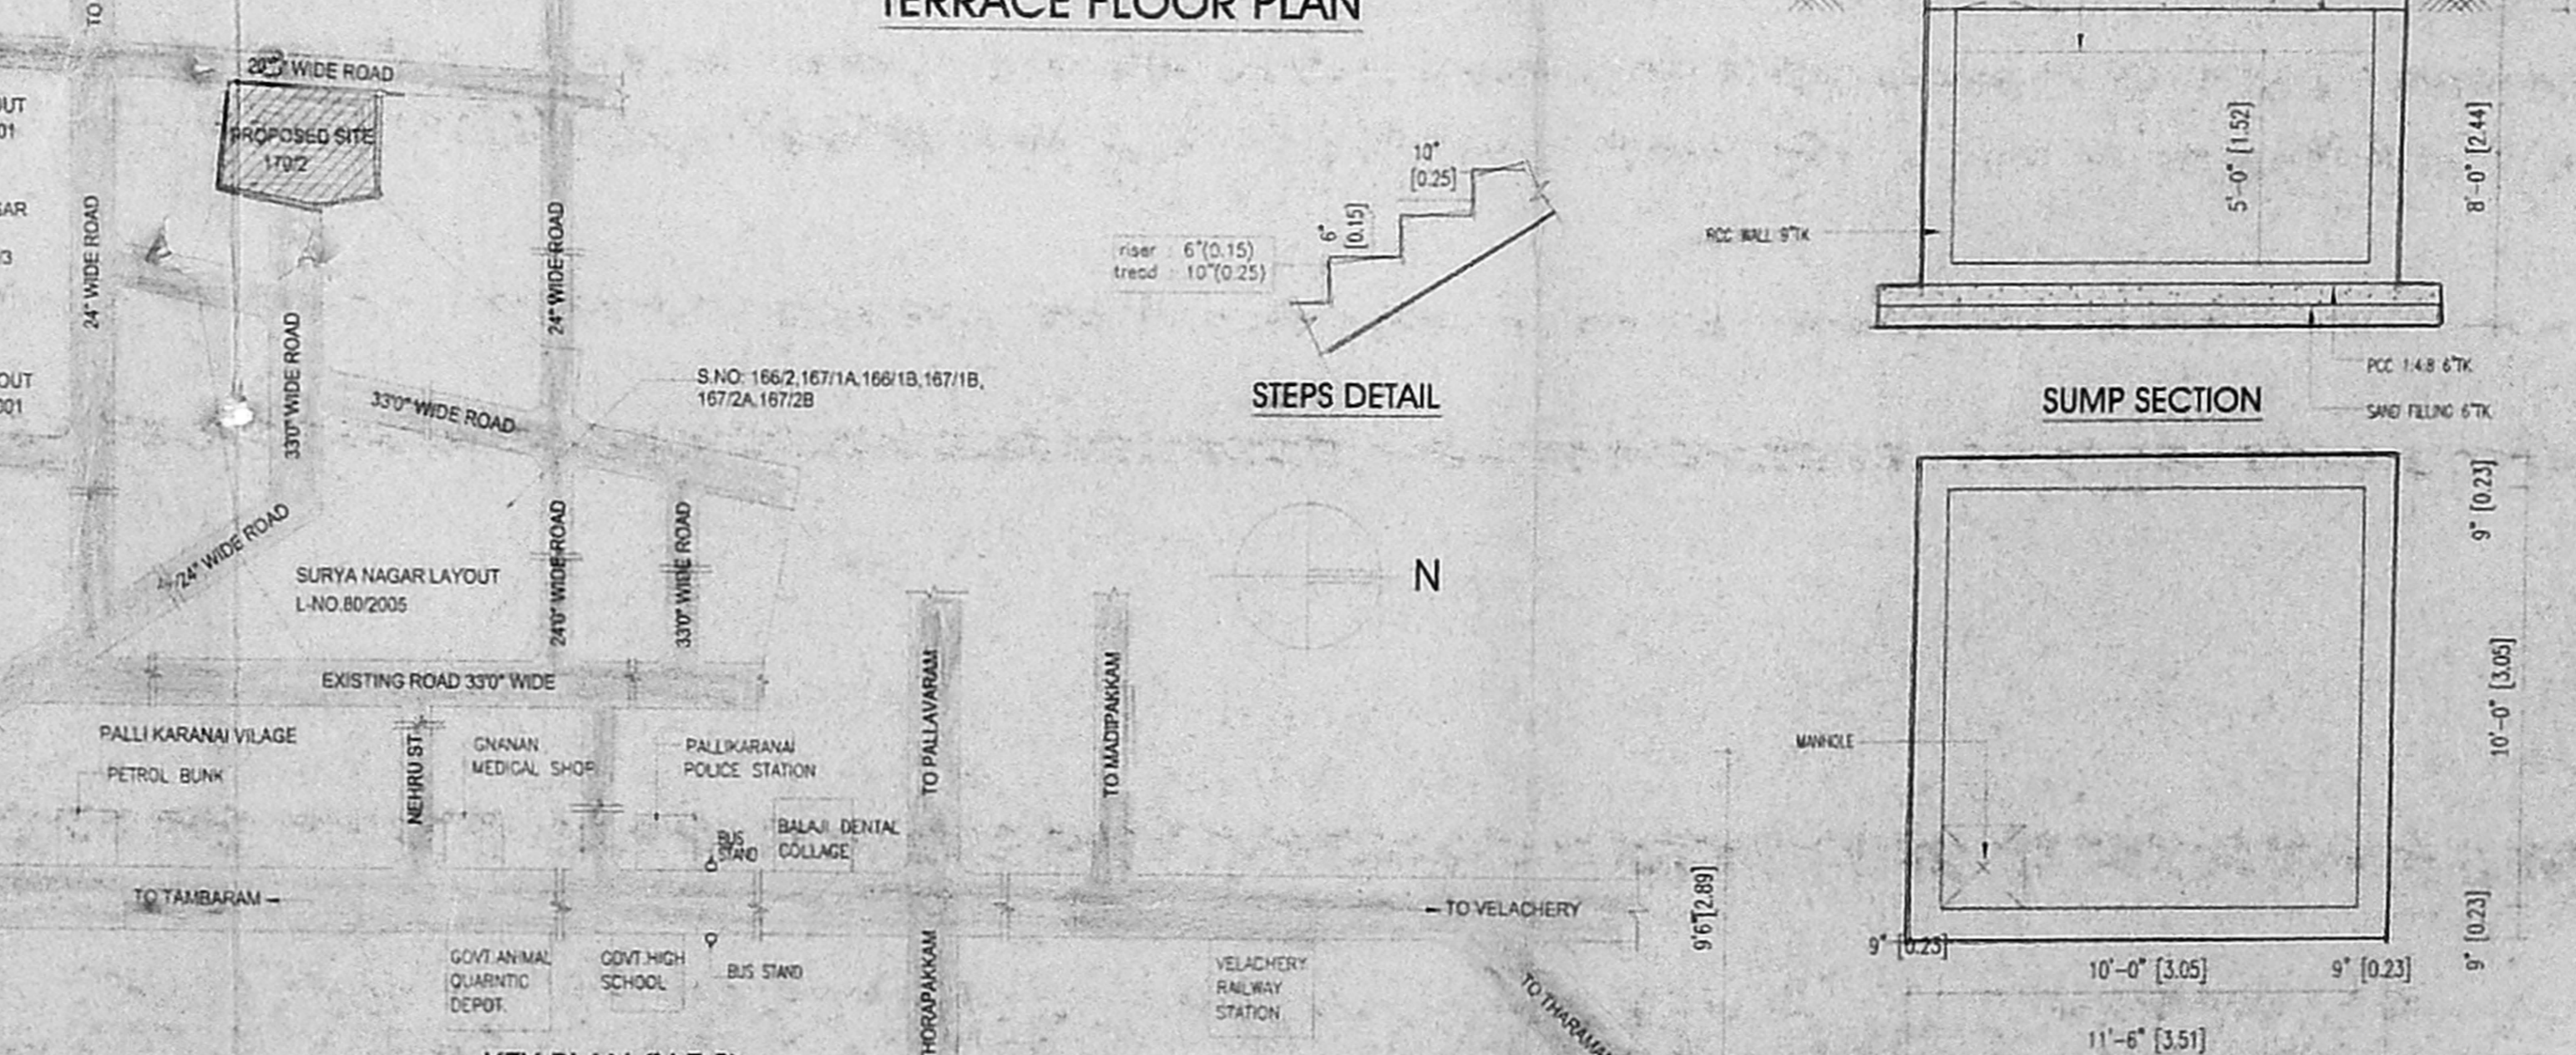 TERRACE FLOOR PLAN
TO
WIDE ROAD
PROPOSED SITE
170/2
24" WIDE ROAD
24" WIDE ROAD
33'0" WIDE ROAD
33'0" WIDE ROAD
S.NO: 166/2,167/1A,166/1B,167/1B,
167/2A,167/2B
24" WIDE ROAD
SURYA NAGAR LAYOUT
L-NO.80/2005
24'0" WIDE ROAD
33'0" WIDE ROAD
EXISTING ROAD 33'0" WIDE
PALLI KARANAI VILAGE
PETROL BUNK
NEHRU ST
GNANAN
MEDICAL SHOP
PALLIKARANAI
POLICE STATION
BUS
STAND
BALAJI DENTAL
COLLAGE
TO PALLAVARAM
TO MADIPAKKAM
TO TAMBARAM
TO VELACHERY
GOVT.ANIMAL
QUARNTIC
DEPOT.
GOVT.HIGH
SCHOOL
BUS STAND
VELACHERY
RAILWAY
STATION
10"
[0.25]
6"
[0.15]
riser : 6"(0.15)
tread : 10"(0.25)
STEPS DETAIL
N
5'-0" [1.52]
8'-0" [2.44]
RCC WALL 9"TK
PCC 1:4:8 6"TK
SAND FILLING 6"TK
SUMP SECTION
9" [0.23]
10'-0" [3.05]
MANHOLE
9'6"[2.89]
9" [0.23]
9" [0.23]
10'-0" [3.05]
9" [0.23]
11'-6" [3.51]